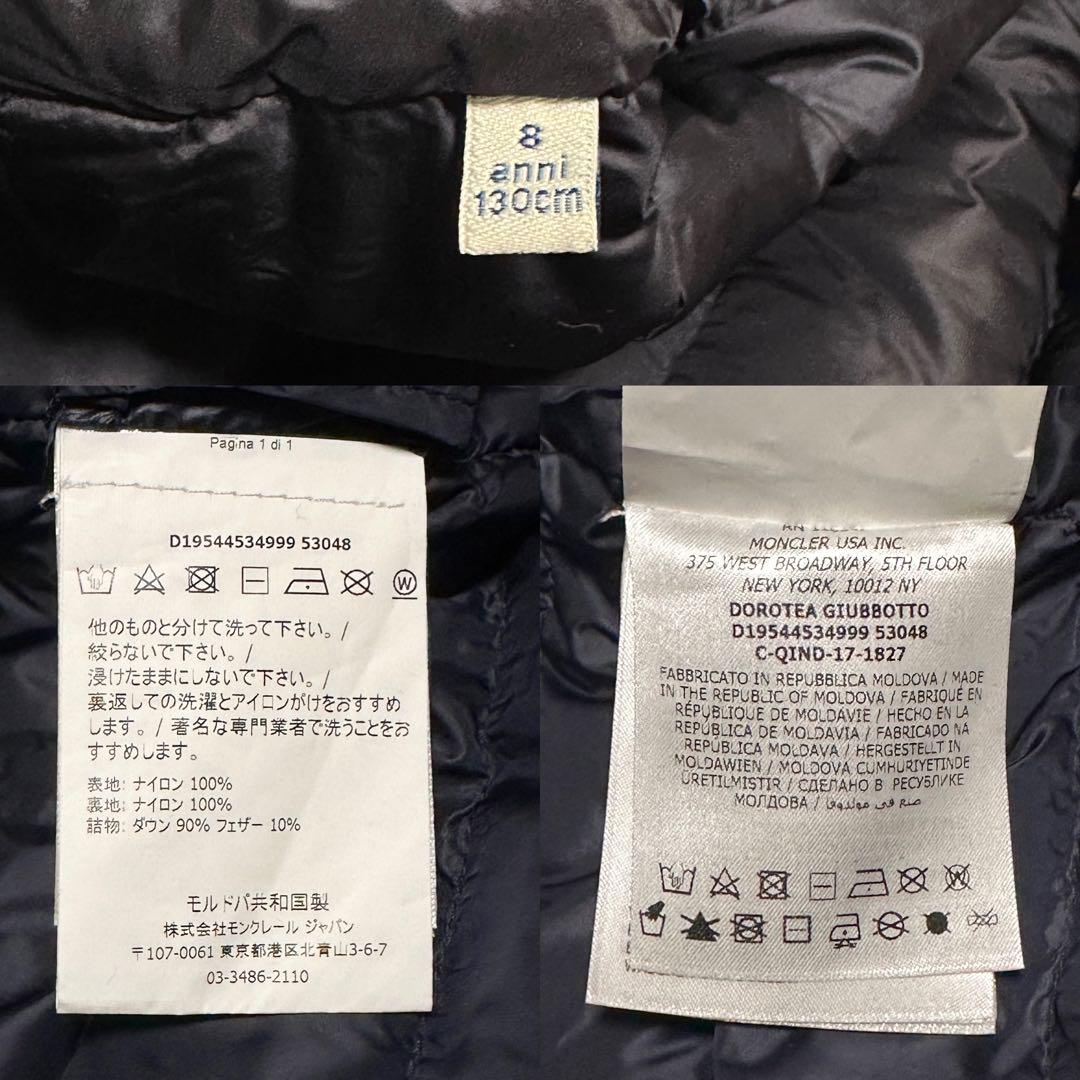 8
anni
130cm
Pagina 1 di 1
D19544534999 53048
W
他のものと分けて洗って下さい。/
絞らないで下さい。/
浸けたままにしないで下さい。/
裏返しての洗濯とアイロンがけをおすすめ
します。/ 著名な専門業者で洗うことをお
すすめします。
表地: ナイロン 100%
裏地: ナイロン 100%
詰物: ダウン 90% フェザー 10%
モルドバ共和国製
株式会社モンクレール ジャパン
〒107-0061 東京都港区北青山3-6-7
03-3486-2110
MONCLER USA INC.
375 WEST BROADWAY, 5TH FLOOR
NEW YORK, 10012 NY
DOROTEA GIUBBOTTO
D19544534999 53048
C-QIND-17-1827
FABBRICATO IN REPUBBLICA MOLDOVA / MADE
IN THE REPUBLIC OF MOLDOVA / FABRIQUÉ EN
RÉPUBLIQUE DE MOLDAVIE / HECHO EN LA
REPÚBLICA DE MOLDAVIA / FABRICADO NA
REPÚBLICA MOLDAVA / HERGESTELLT IN
MOLDAWIEN / MOLDOVA CUMHURIYETINDE
ÜRETILMISTIR / СДЕЛАНО В РЕСПУБЛИКЕ
МОЛДОВА / صنع في مولدوفا